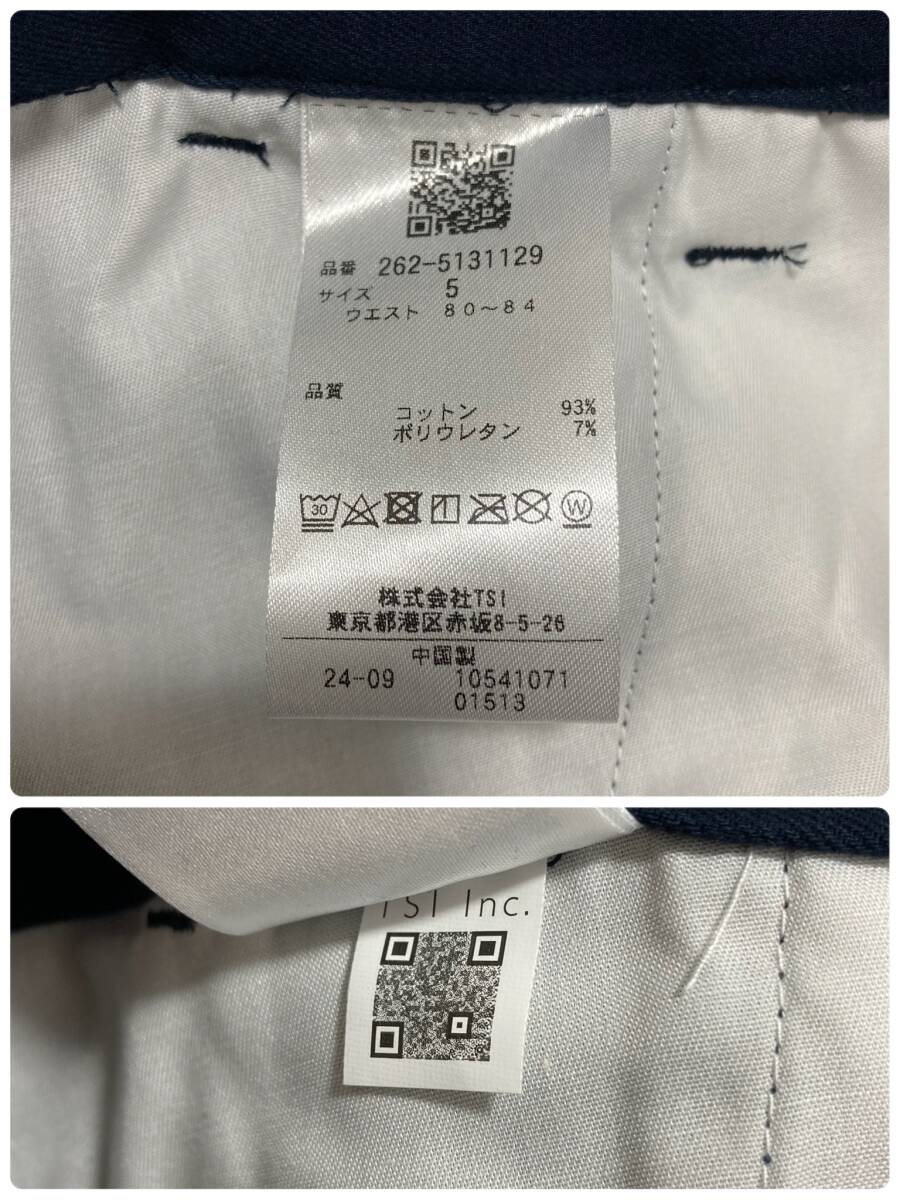 品番 262-5131129
サイズ 5
ウエスト 80〜84
品質
コットン 93%
ポリウレタン 7%
30
W
株式会社TSI
東京都港区赤坂8-5-26
中国製
24-09 10541071
01513
TSI Inc.